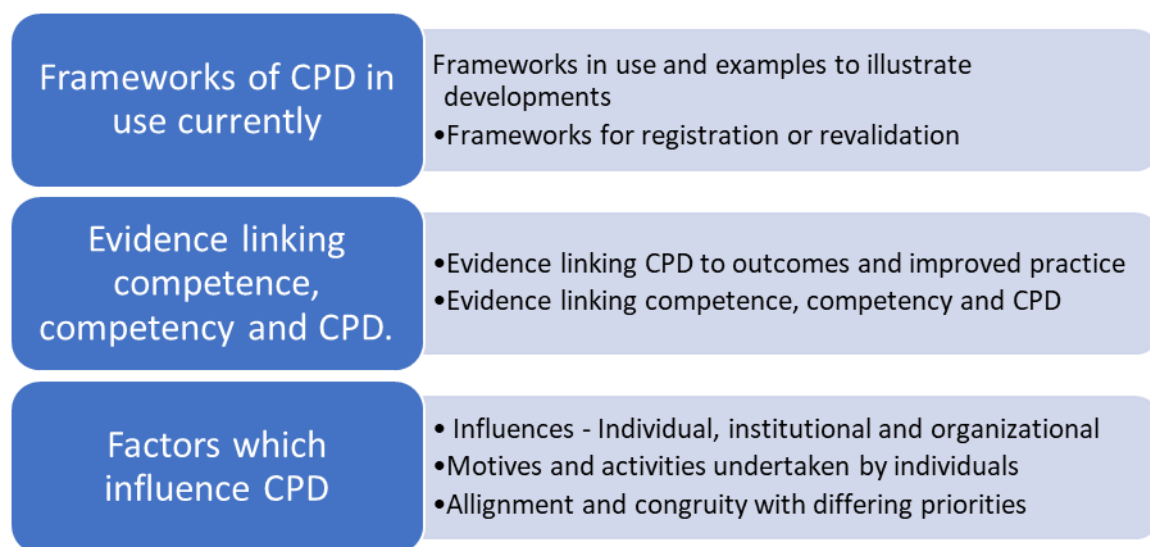 Frameworks of CPD in
use currently
Frameworks in use and examples to illustrate
developments
•Frameworks for registration or revalidation
Evidence linking
competence,
competency and CPD.
•Evidence linking CPD to outcomes and improved practice
•Evidence linking competence, competency and CPD
Factors which
influence CPD
• Influences - Individual, institutional and organizational
•Motives and activities undertaken by individuals
•Allignment and congruity with differing priorities